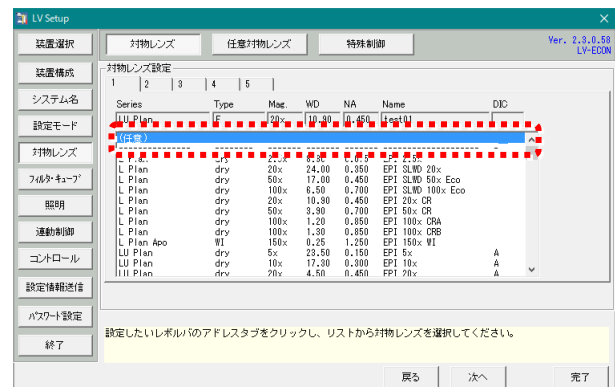 LV Setup
Ver. 2.3.0.58
LV-ECON
装置選択
装置構成
システム名
設定モード
対物レンズ
フィルタ・キューブ
照明
連動制御
コントロール
設定情報送信
パスワード設定
終了
対物レンズ 任意対物レンズ 特殊制御
対物レンズ設定
1 2 3 4 5
Series Type Mag. WD NA Name DIC
LU Plan F 20x 10.90 0.450 test01
(任意)
L Plan dry 20x 24.00 0.350 EPI SLWD 20x
L Plan dry 50x 17.00 0.450 EPI SLWD 50x Eco
L Plan dry 100x 6.50 0.700 EPI SLWD 100x Eco
L Plan dry 20x 10.90 0.450 EPI 20x CR
L Plan dry 50x 3.90 0.700 EPI 50x CR
L Plan dry 100x 1.20 0.850 EPI 100x CRA
L Plan dry 100x 1.30 0.850 EPI 100x CRB
L Plan Apo WI 150x 0.25 1.250 EPI 150x WI
LU Plan dry 5x 23.50 0.150 EPI 5x A
LU Plan dry 10x 17.30 0.300 EPI 10x A
LU Plan dry 20x 4.50 0.450 EPI 20x A
設定したいレボルバのアドレスタブをクリックし、リストから対物レンズを選択してください。
戻る 次へ 完了